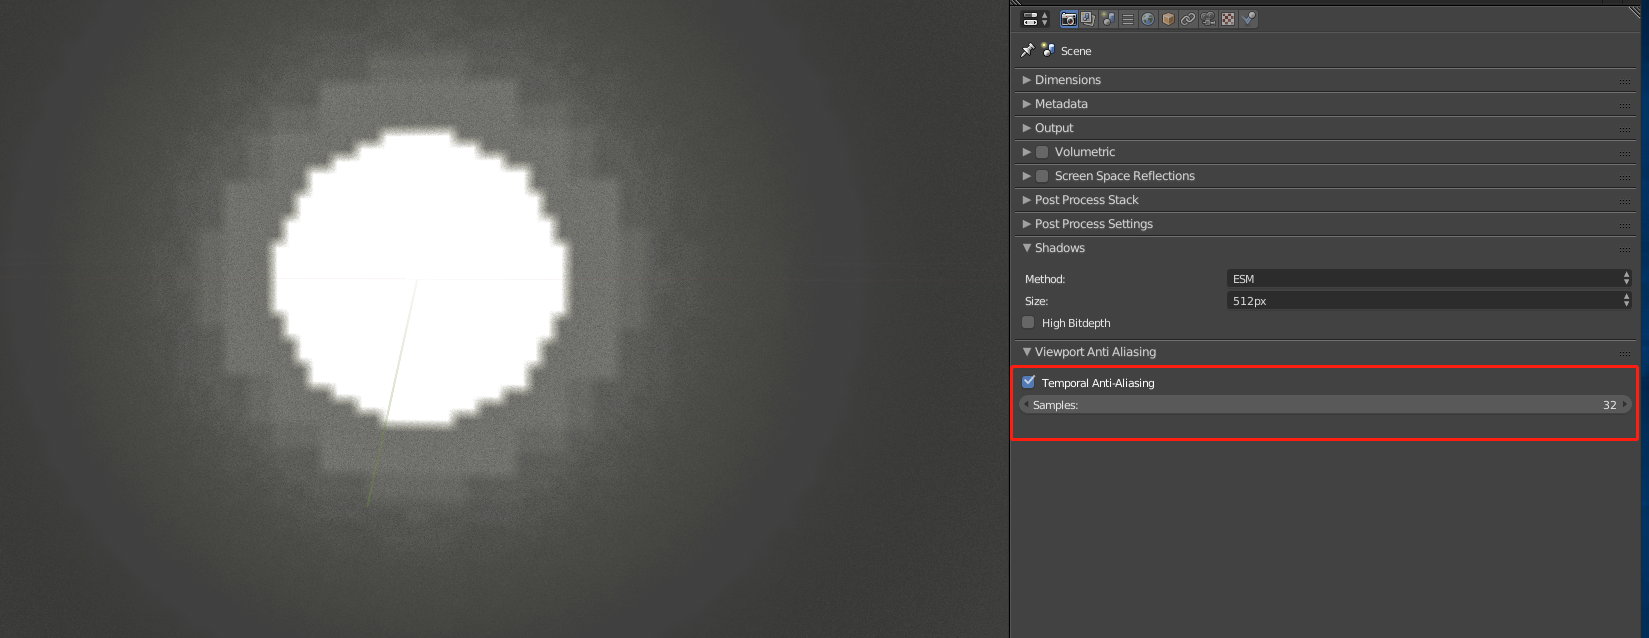 Scene
Dimensions
Metadata
Output
Volumetric
Screen Space Reflections
Post Process Stack
Post Process Settings
Shadows
Method: ESM
Size: 512px
High Bitdepth
Viewport Anti Aliasing
Temporal Anti-Aliasing
Samples: 32